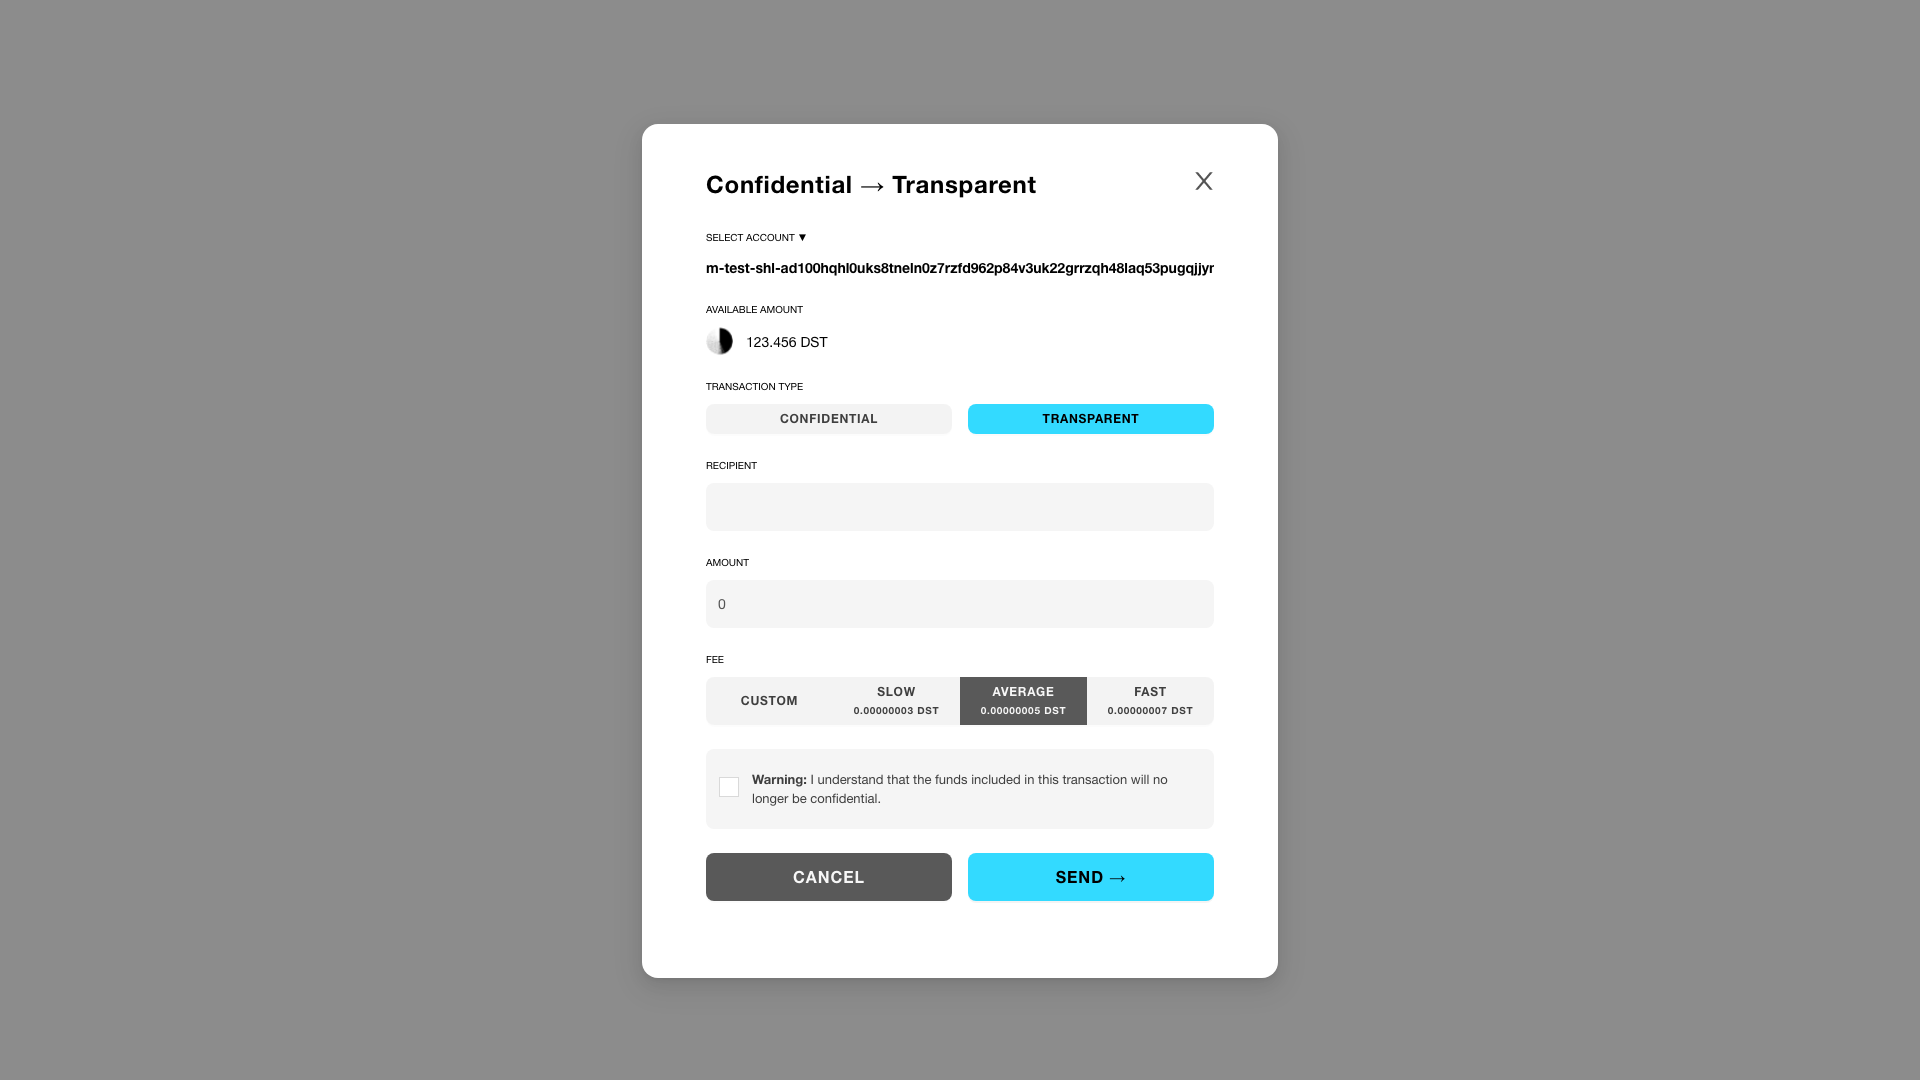 Confidential → Transparent
X
SELECT ACCOUNT ▼
m-test-shl-ad100hqhl0uks8tneln0z7rzfd962p84v3uk22grrzqh48laq53pugqjjyr
AVAILABLE AMOUNT
123.456 DST
TRANSACTION TYPE
CONFIDENTIAL
TRANSPARENT
RECIPIENT
AMOUNT
0
FEE
CUSTOM
SLOW
0.00000003 DST
AVERAGE
0.00000005 DST
FAST
0.00000007 DST
Warning: I understand that the funds included in this transaction will no
longer be confidential.
CANCEL
SEND →